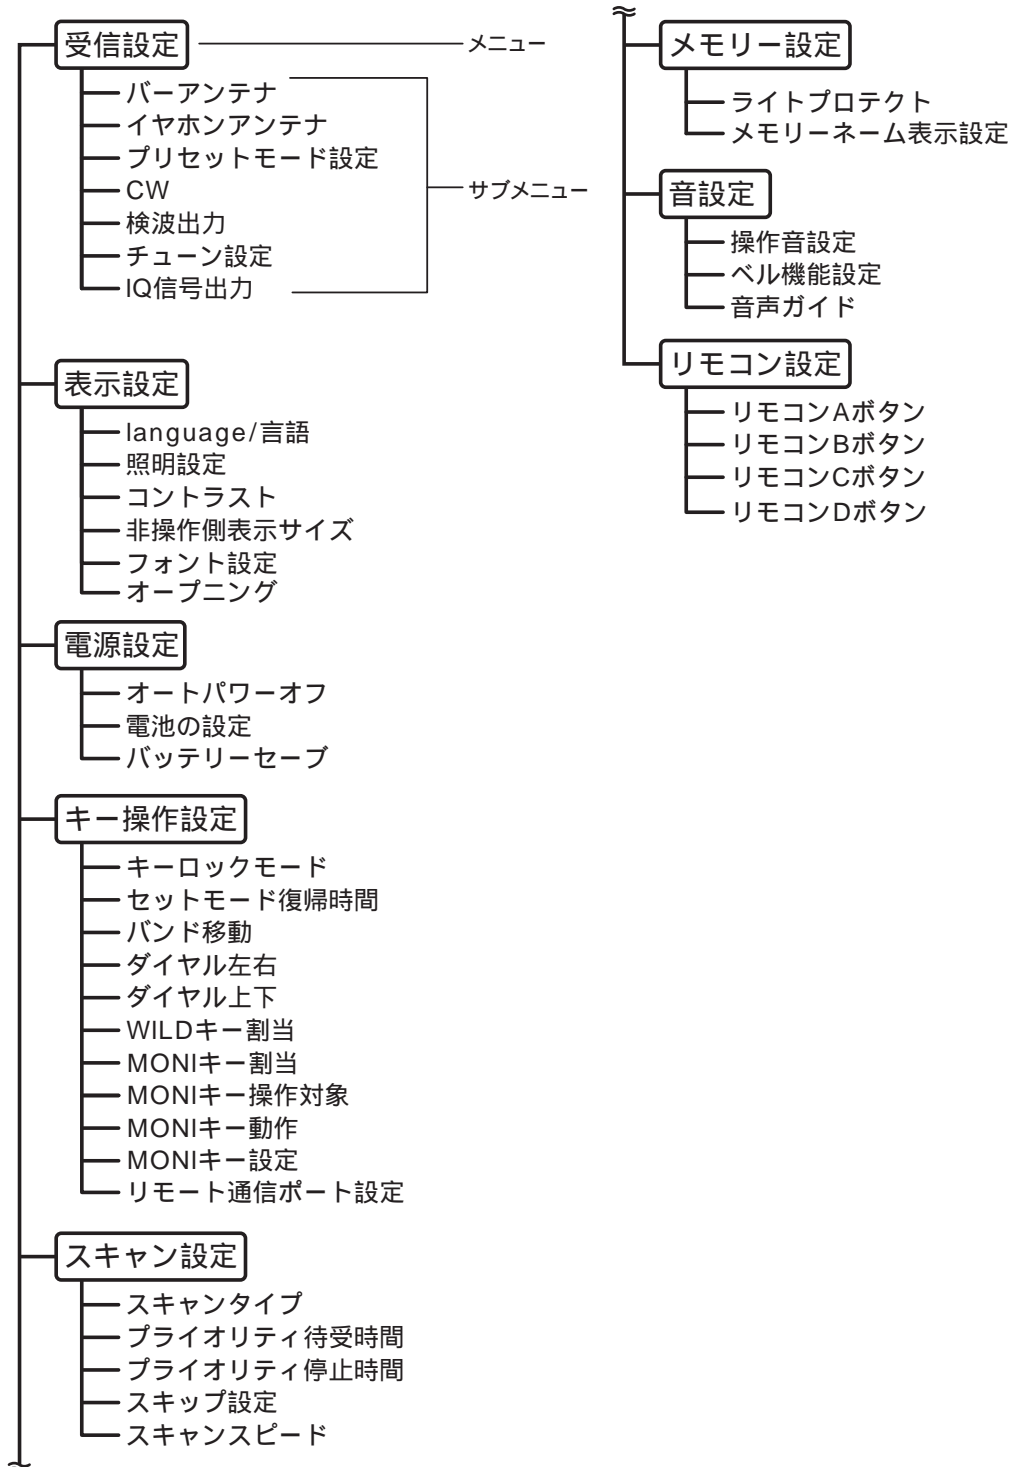 受信設定
メニュー
バーアンテナ
イヤホンアンテナ
プリセットモード設定
CW
検波出力
チューン設定
IQ信号出力
サブメニュー
表示設定
language/言語
照明設定
コントラスト
非操作側表示サイズ
フォント設定
オープニング
電源設定
オートパワーオフ
電池の設定
バッテリーセーブ
キー操作設定
キーロックモード
セットモード復帰時間
バンド移動
ダイヤル左右
ダイヤル上下
WILDキー割当
MONIキー割当
MONIキー操作対象
MONIキー動作
MONIキー設定
リモート通信ポート設定
スキャン設定
スキャンタイプ
プライオリティ待受時間
プライオリティ停止時間
スキップ設定
スキャンスピード
メモリー設定
ライトプロテクト
メモリーネーム表示設定
音設定
操作音設定
ベル機能設定
音声ガイド
リモコン設定
リモコンAボタン
リモコンBボタン
リモコンCボタン
リモコンDボタン